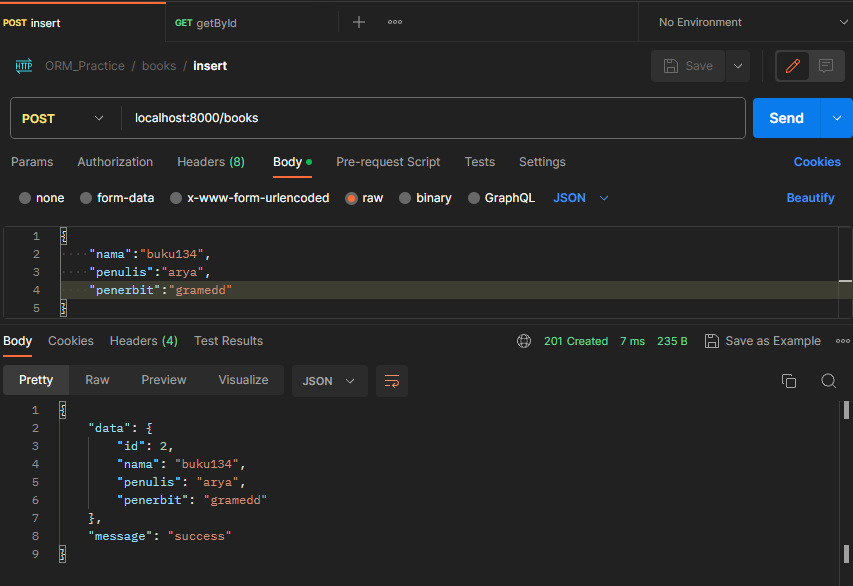 POST insert GET getById No Environment
HTTP ORM_Practice / books / insert Save
POST localhost:8000/books Send
Params Authorization Headers (8) Body Pre-request Script Tests Settings Cookies
none form-data x-www-form-urlencoded raw binary GraphQL JSON Beautify
1 {
2 "nama":"buku134",
3 "penulis":"arya",
4 "penerbit":"gramedd"
5 }
Body Cookies Headers (4) Test Results 201 Created 7 ms 235 B Save as Example
Pretty Raw Preview Visualize JSON
1 {
2 "data": {
3 "id": 2,
4 "nama": "buku134",
5 "penulis": "arya",
6 "penerbit": "gramedd"
7 },
8 "message": "success"
9 }